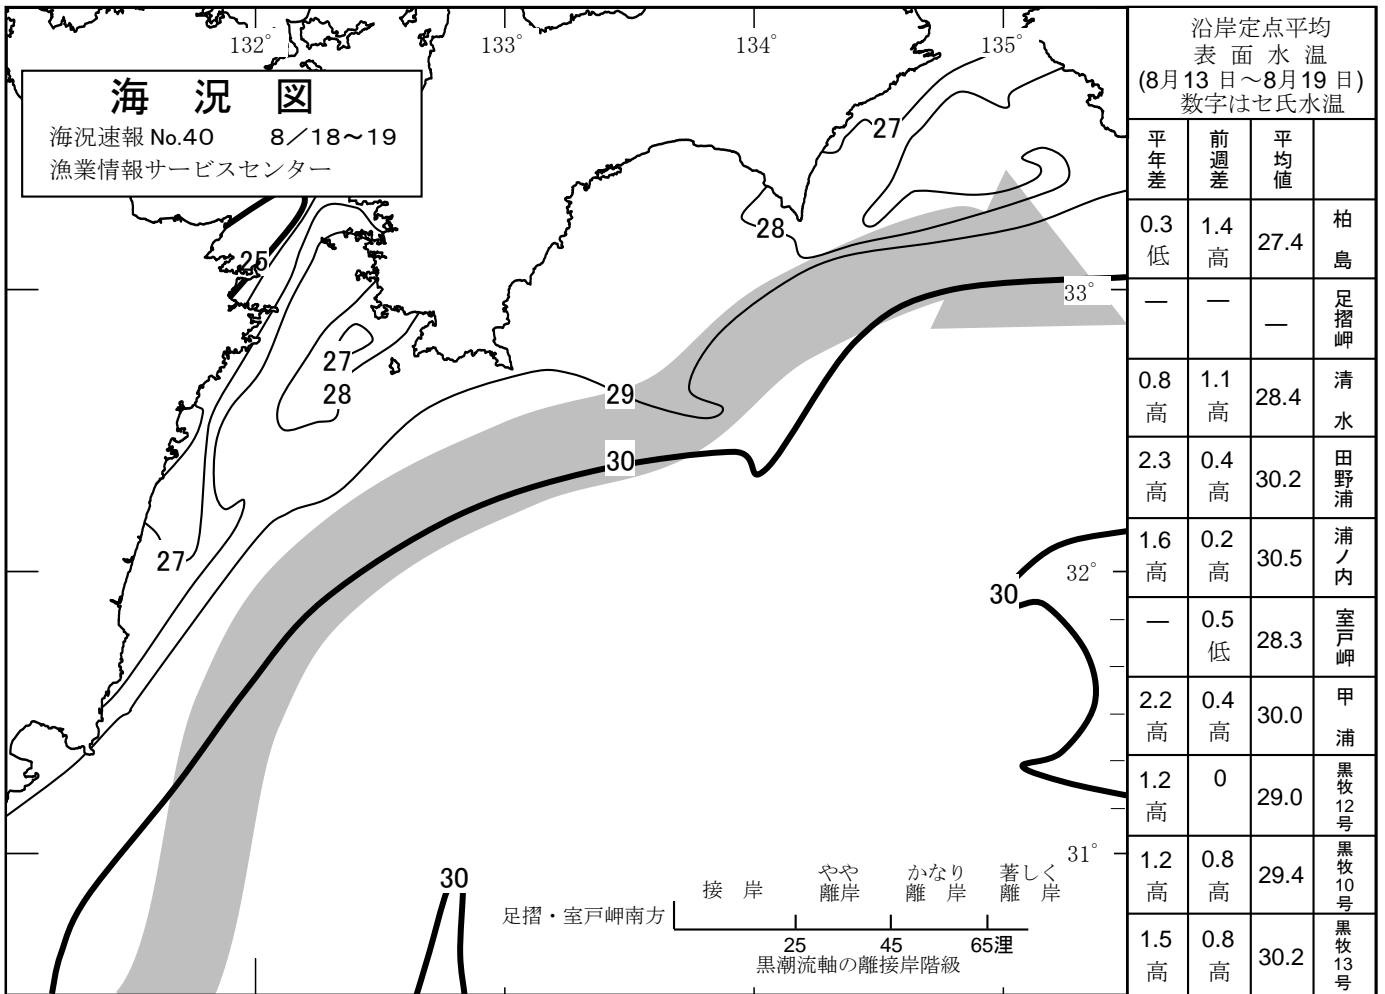 132°
133°
134°
135°
海 況 図
海況速報 No.40 8/18～19
漁業情報サービスセンター
27
28
25
33°
27
28
29
30
27
32°
30
31°
30
足摺・室戸岬南方
接 岸
やや
離岸
かなり
離 岸
著しく
離 岸
25 45 65浬
黒潮流軸の離接岸階級
沿岸定点平均
表 面 水 温
(8月13 日～8月19 日)
数字はセ氏水温
平年差 前週差 平均値
0.3低 1.4高 27.4 柏島
― ― ― 足摺岬
0.8高 1.1高 28.4 清水
2.3高 0.4高 30.2 田野浦
1.6高 0.2高 30.5 浦ノ内
― 0.5低 28.3 室戸岬
2.2高 0.4高 30.0 甲浦
1.2高 0 29.0 黒牧12号
1.2高 0.8高 29.4 黒牧10号
1.5高 0.8高 30.2 黒牧13号